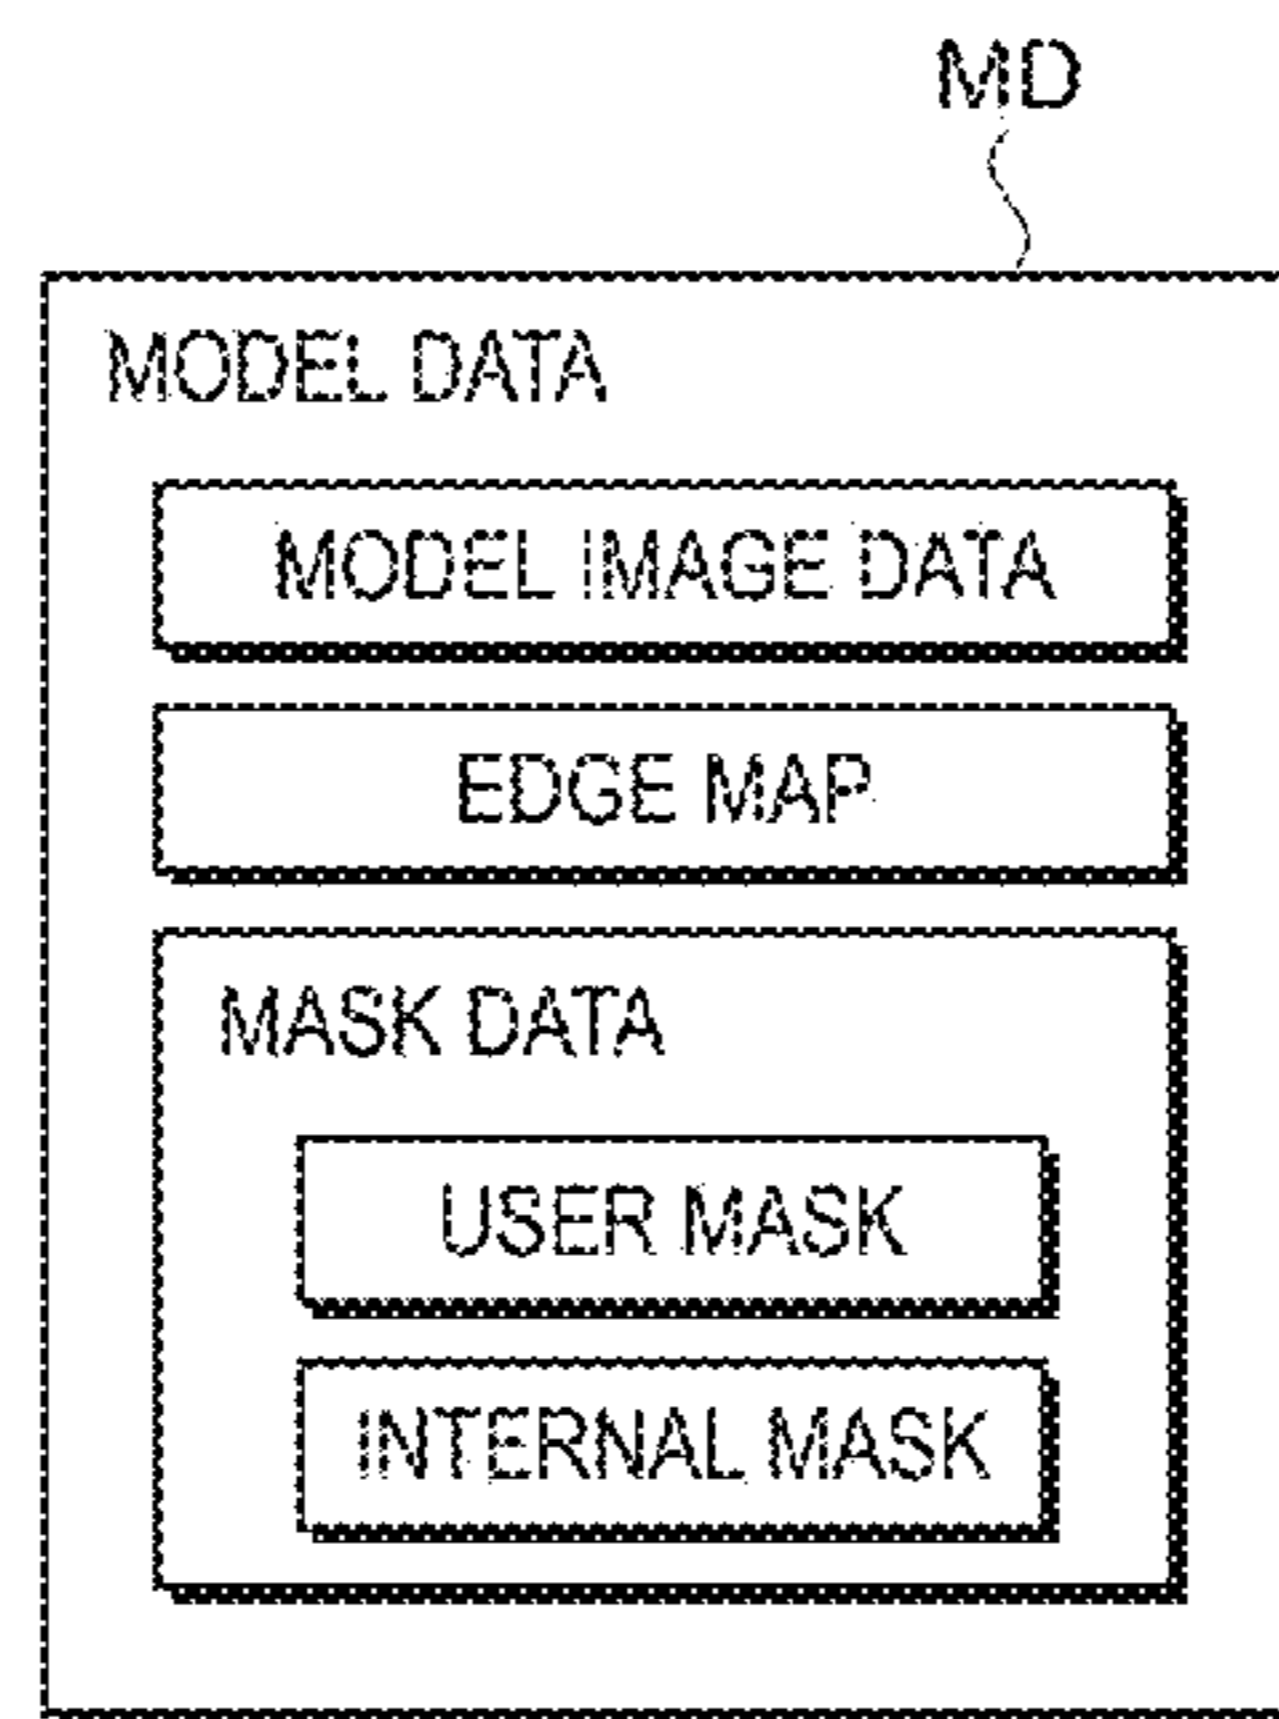 MD
MODEL DATA
MODEL IMAGE DATA
EDGE MAP
MASK DATA
USER MASK
INTERNAL MASK